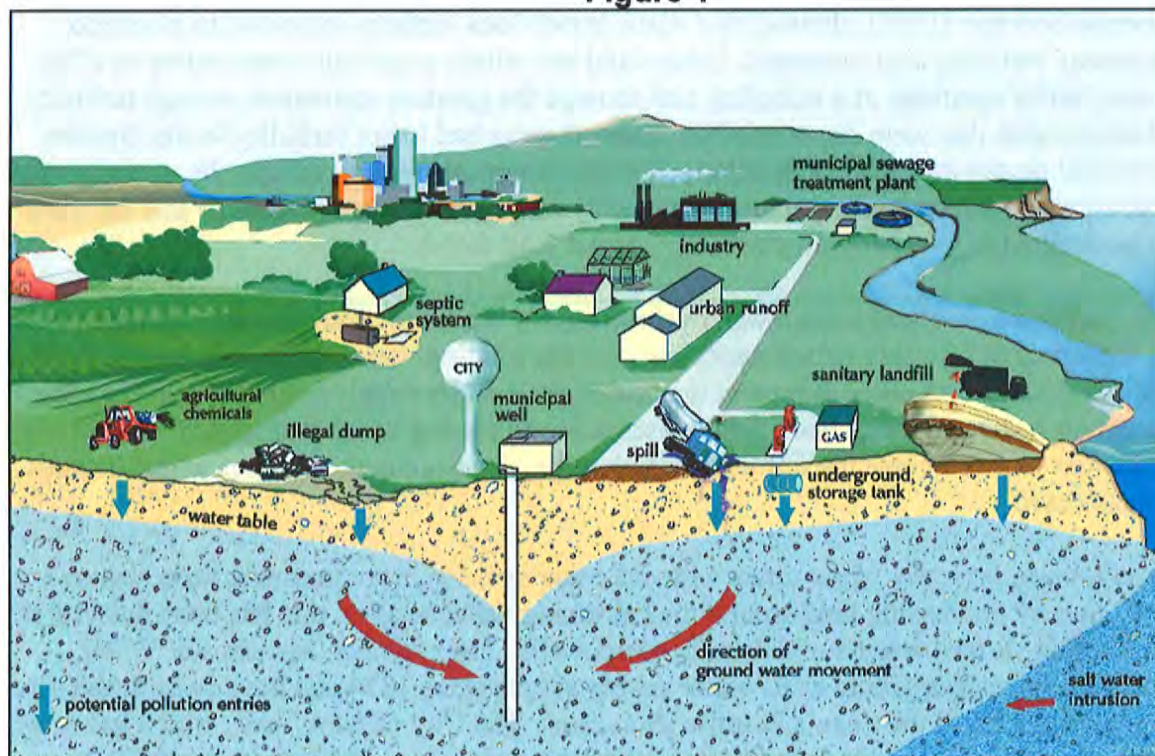 Figure 1
municipal sewage
treatment plant
industry
septic
system
urban runoff
CITY
municipal
well
sanitary landfill
agricultural
chemicals
illegal dump
spill
GAS
underground
storage tank
water table
direction of
ground water movement
salt water
intrusion
potential pollution entries